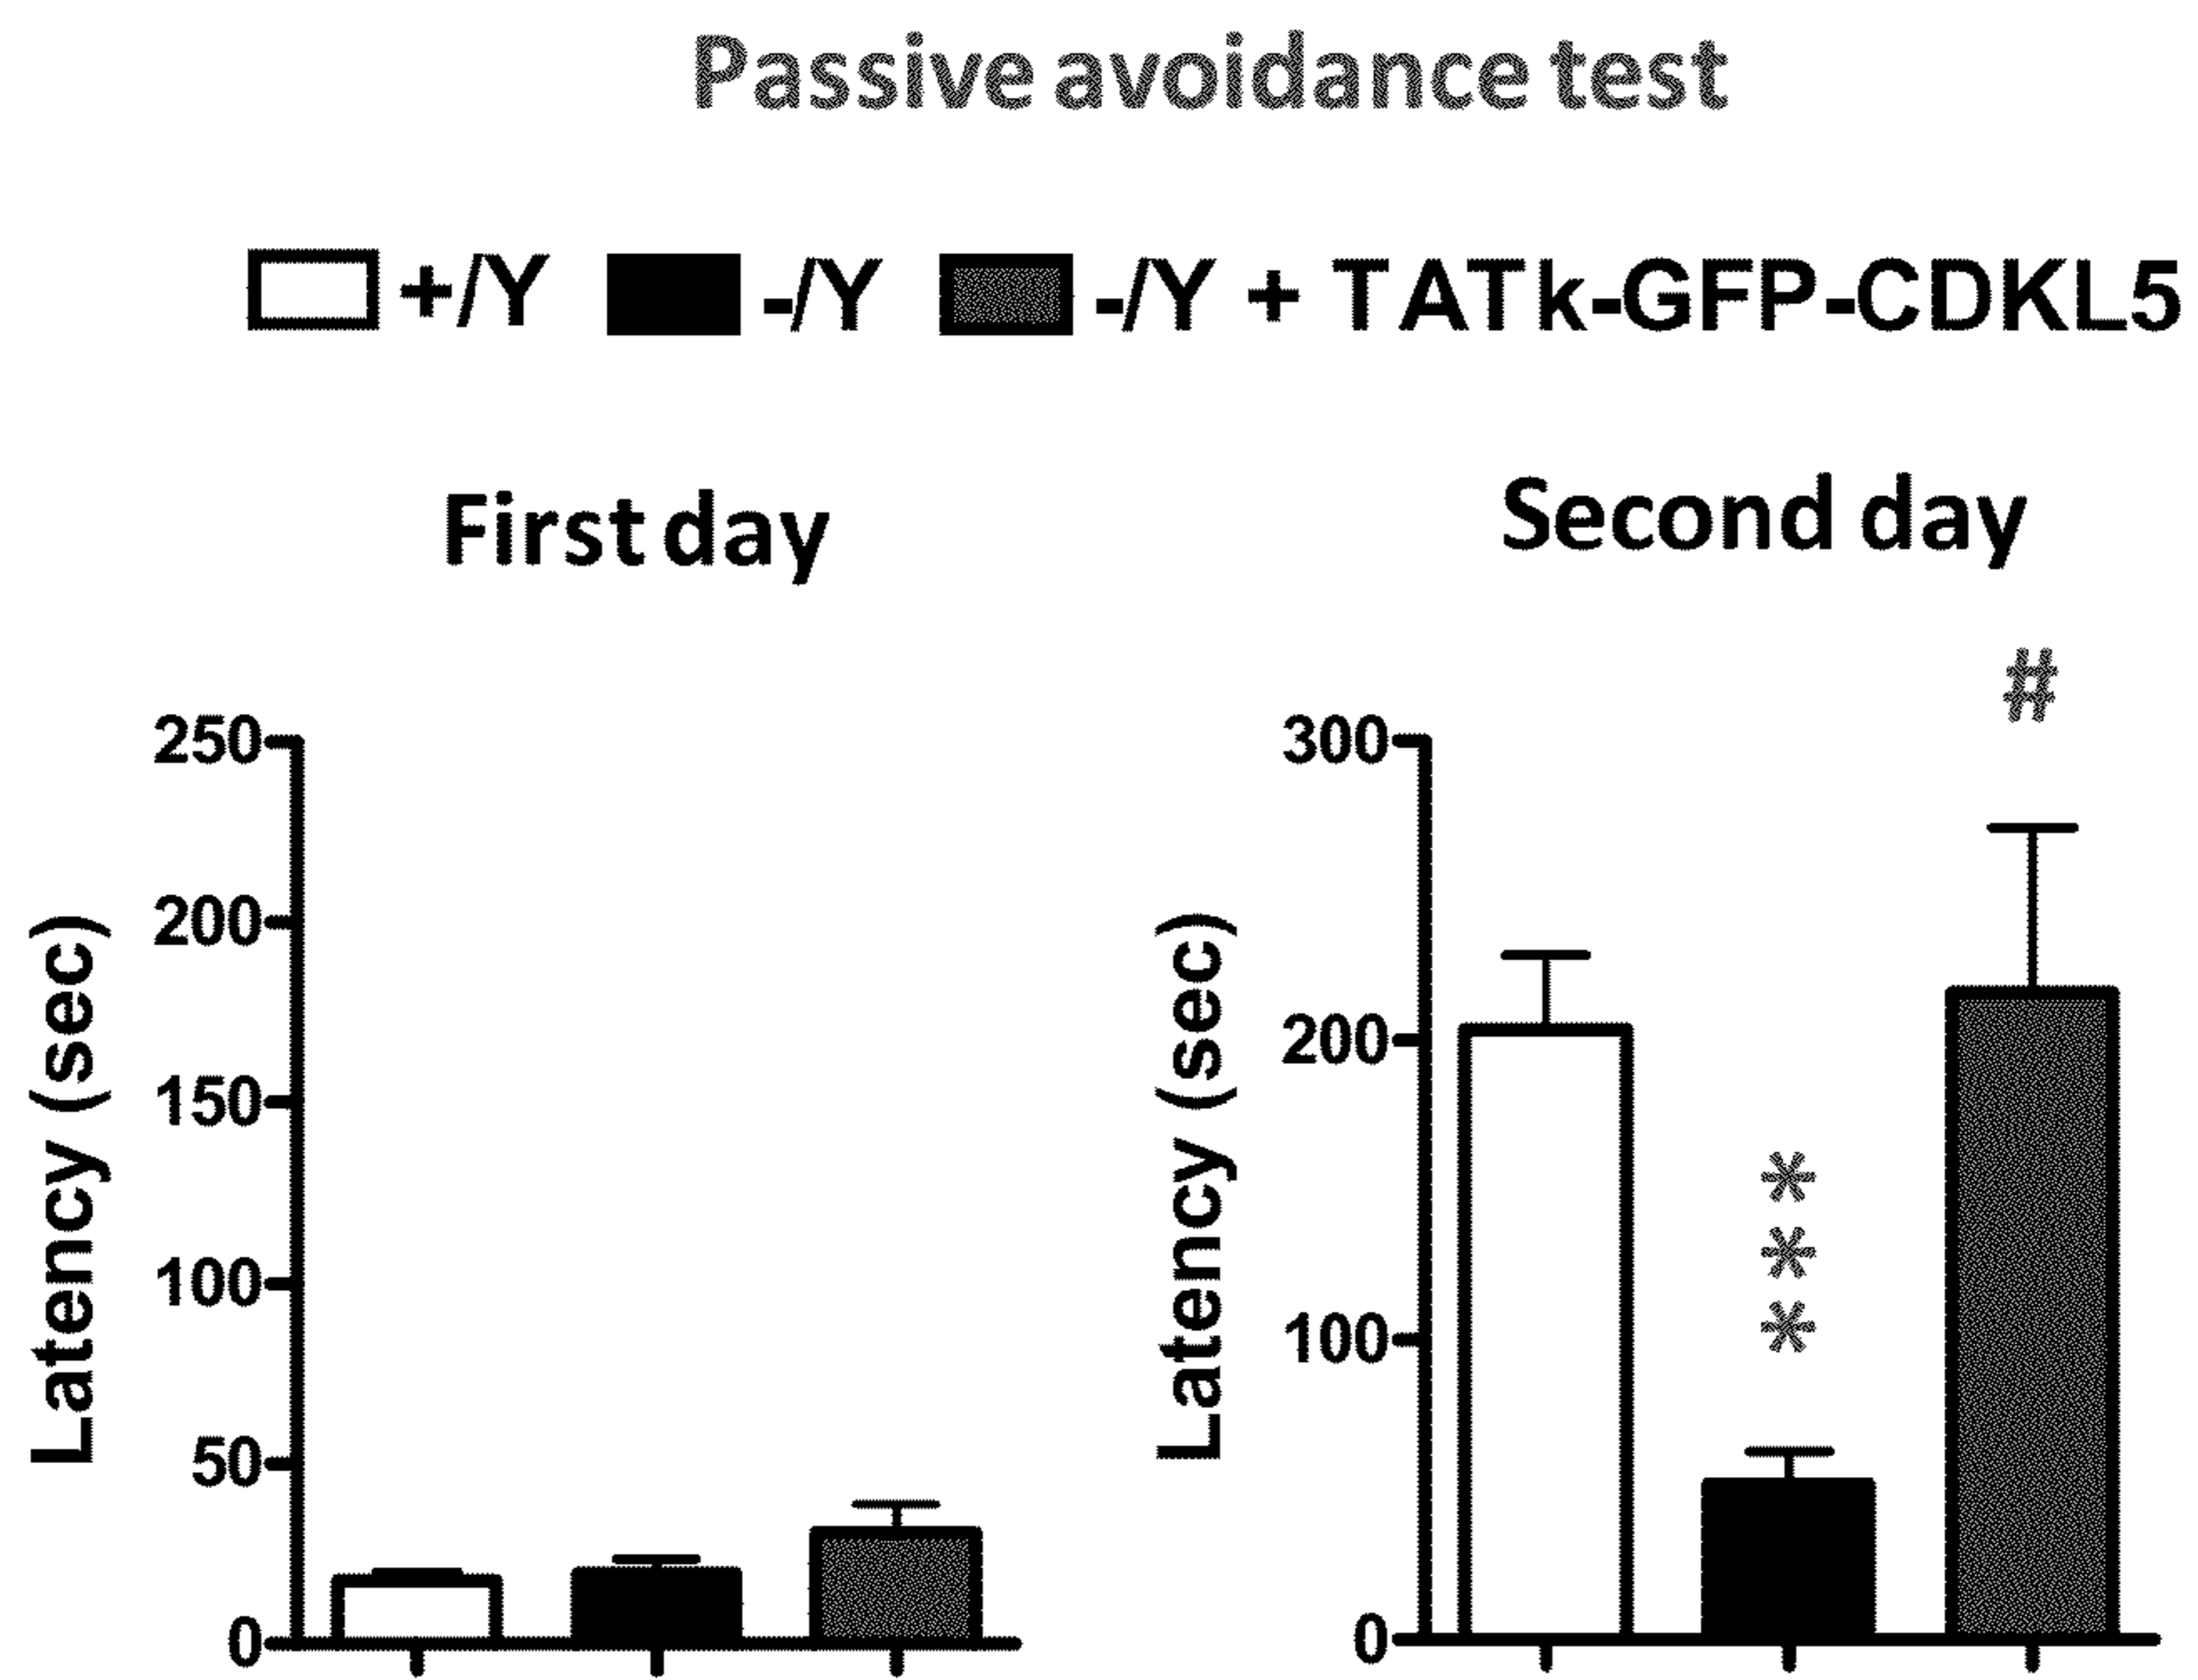 Passive avoidance test
+/Y -/Y -/Y + TATk-GFP-CDKL5
First day
Second day
Latency (sec)
250
200
150
100
50
0
Latency (sec)
300
200
100
0
#
***